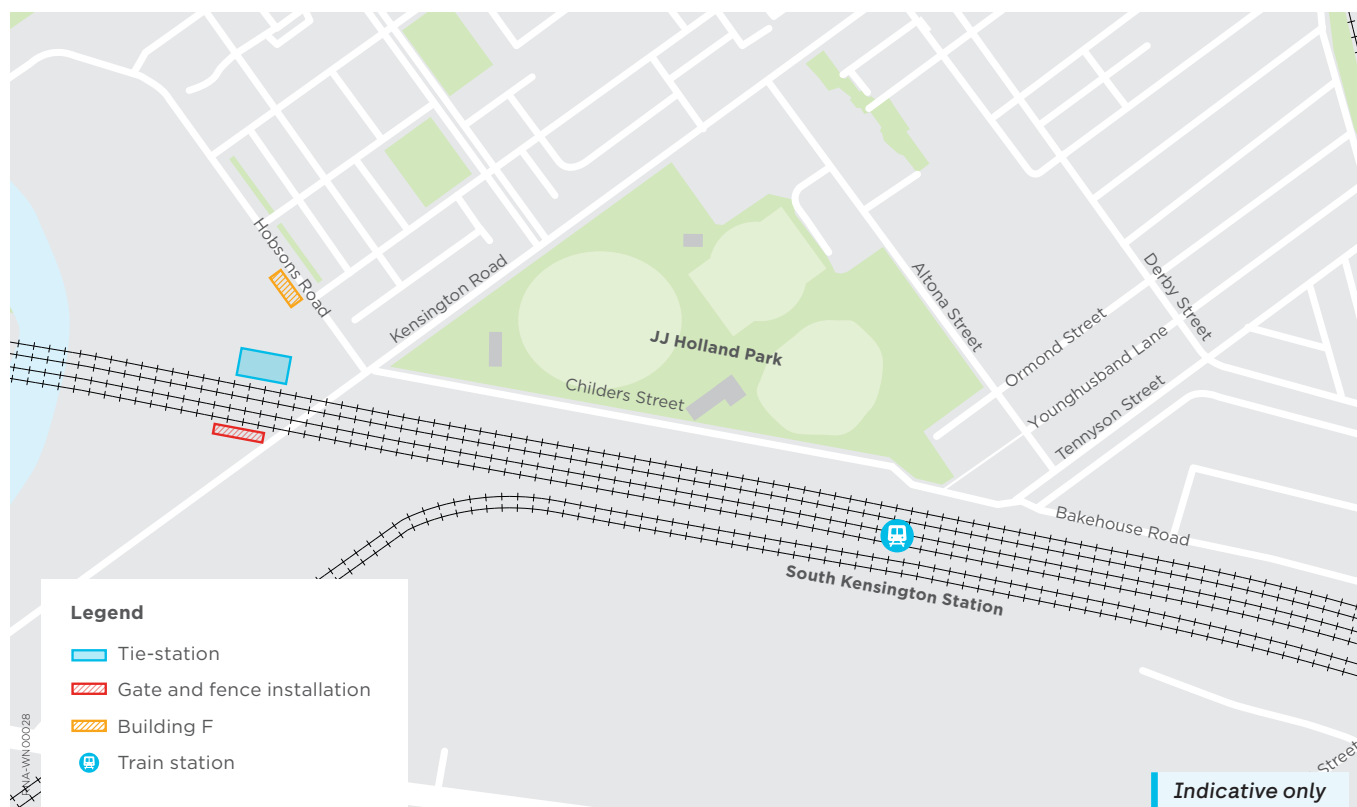 Hobsons Road
Kensington Road
JJ Holland Park
Childers Street
Altona Street
Derby Street
Ormond Street
Younghusband Lane
Tennyson Street
Bakehouse Road
South Kensington Station
Legend
Tie-station
Gate and fence installation
Building F
Train station
Street
Indicative only